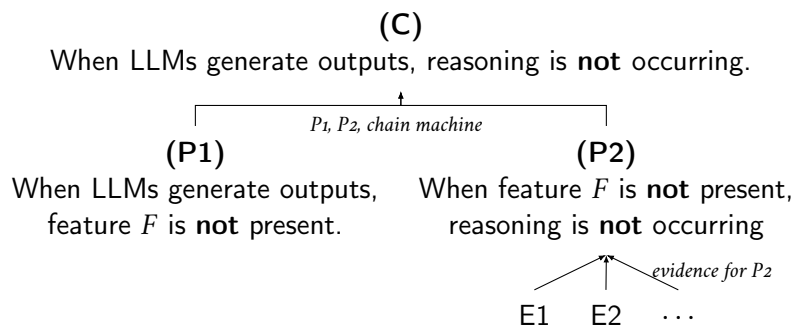 (C)
When LLMs generate outputs, reasoning is not occurring.
P1, P2, chain machine
(P1)
When LLMs generate outputs,
feature F is not present.
(P2)
When feature F is not present,
reasoning is not occurring
evidence for P2
E1 E2 ...